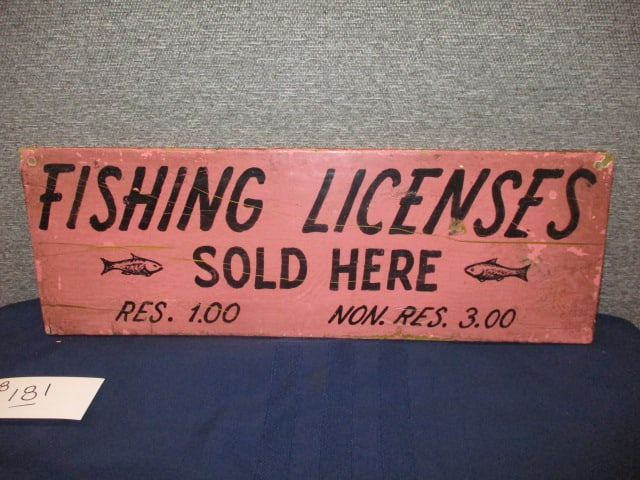 FISHING LICENSES
SOLD HERE
RES. 1.00 NON. RES. 3.00
8181